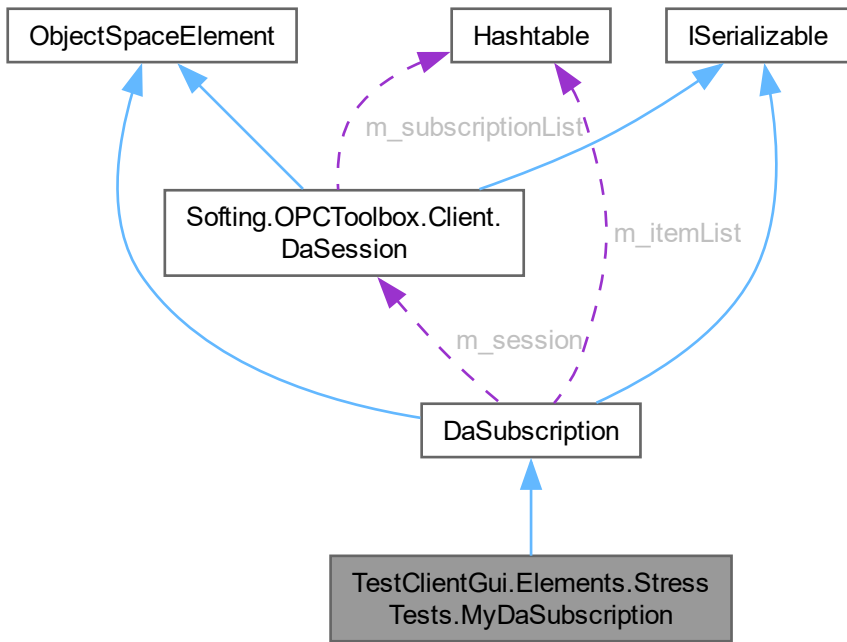 ObjectSpaceElement
Hashtable
ISerializable
m_subscriptionList
Softing.OPCToolbox.Client.
DaSession
m_itemList
m_session
DaSubscription
TestClientGui.Elements.Stress
Tests.MyDaSubscription